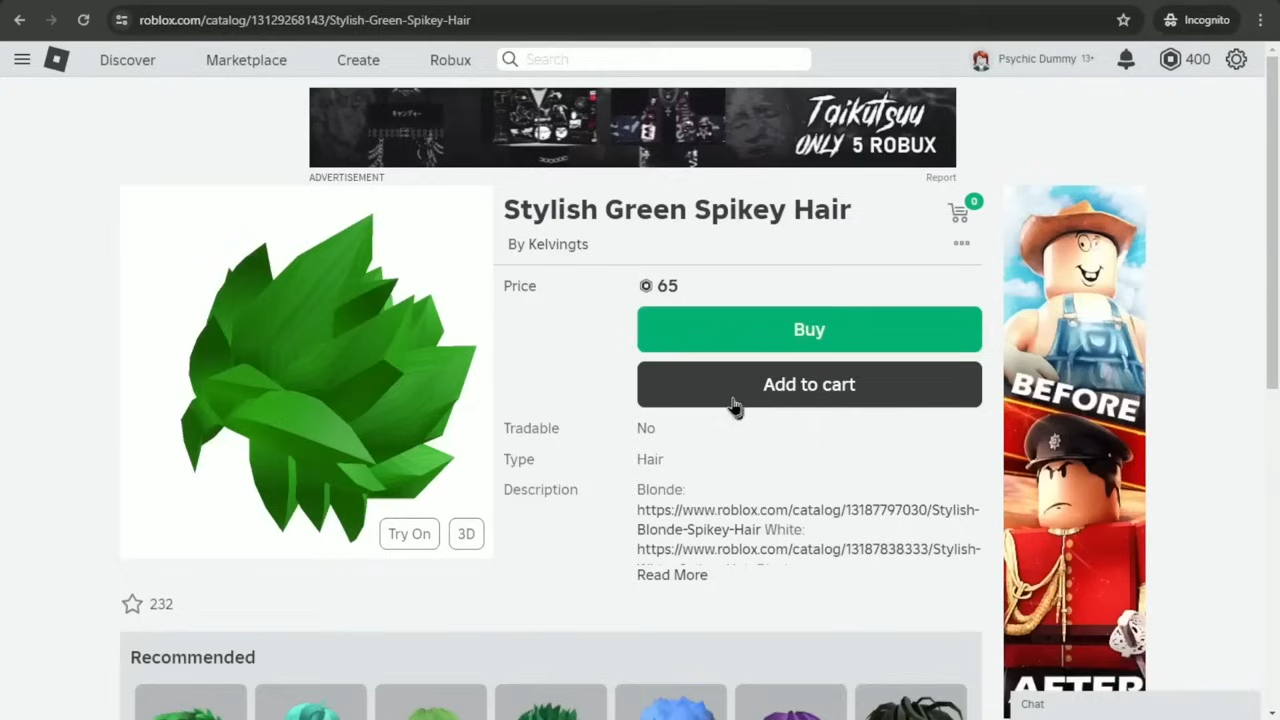 roblox.com/catalog/13129268143/Stylish-Green-Spikey-Hair
Incognito
Discover
Marketplace
Create
Robux
Search
Psychic Dummy 13+
400
Taikutsuu
ONLY 5 ROBUX
ADVERTISEMENT
Report
Stylish Green Spikey Hair
0
By Kelvingts
Price
65
Buy
Add to cart
Tradable
No
Type
Hair
Description
Blonde:
https://www.roblox.com/catalog/13187797030/Stylish-
Blonde-Spikey-Hair White:
https://www.roblox.com/catalog/13187838333/Stylish-
Read More
Try On
3D
232
BEFORE
AFTER
Recommended
Chat